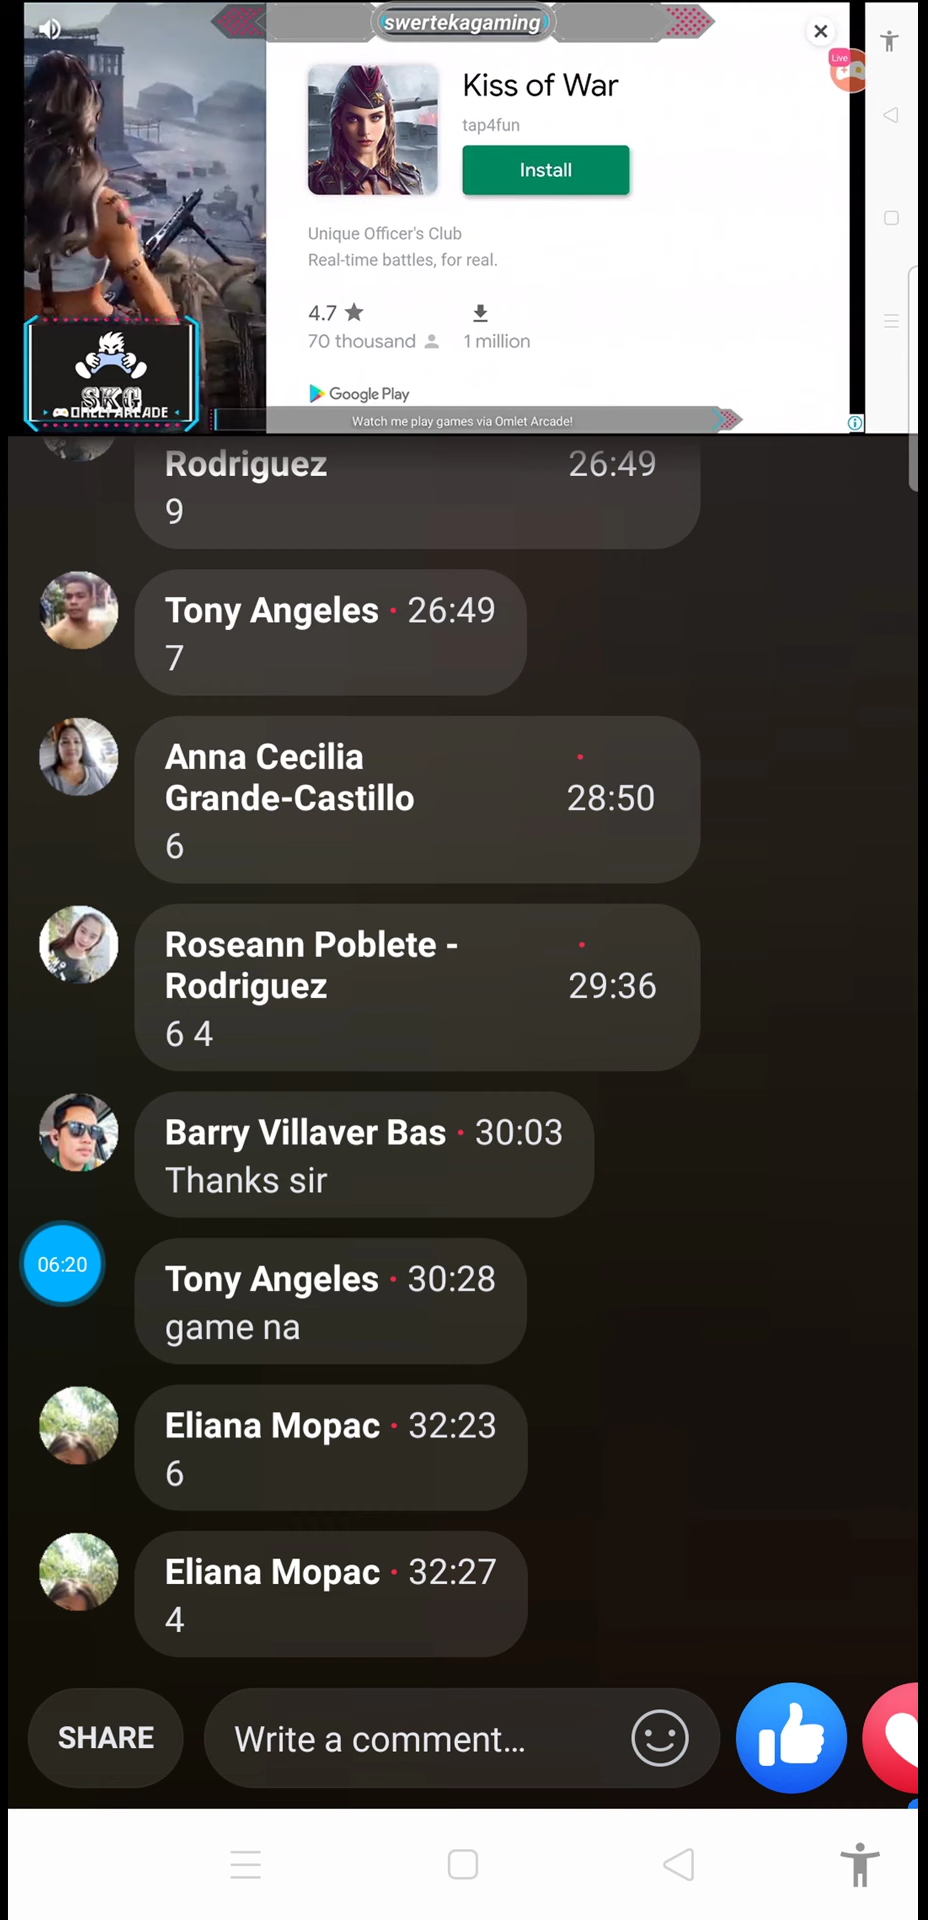 swertekagaming
Live
Kiss of War
tap4fun
Install
Unique Officer's Club
Real-time battles, for real.
4.7
70 thousand
1 million
Google Play
SKG
OMLET ARCADE
Watch me play games via Omlet Arcade!
Rodriguez 26:49
9
Tony Angeles · 26:49
7
Anna Cecilia ·
Grande-Castillo 28:50
6
Roseann Poblete - ·
Rodriguez 29:36
6 4
Barry Villaver Bas · 30:03
Thanks sir
06:20
Tony Angeles · 30:28
game na
Eliana Mopac · 32:23
6
Eliana Mopac · 32:27
4
SHARE
Write a comment...